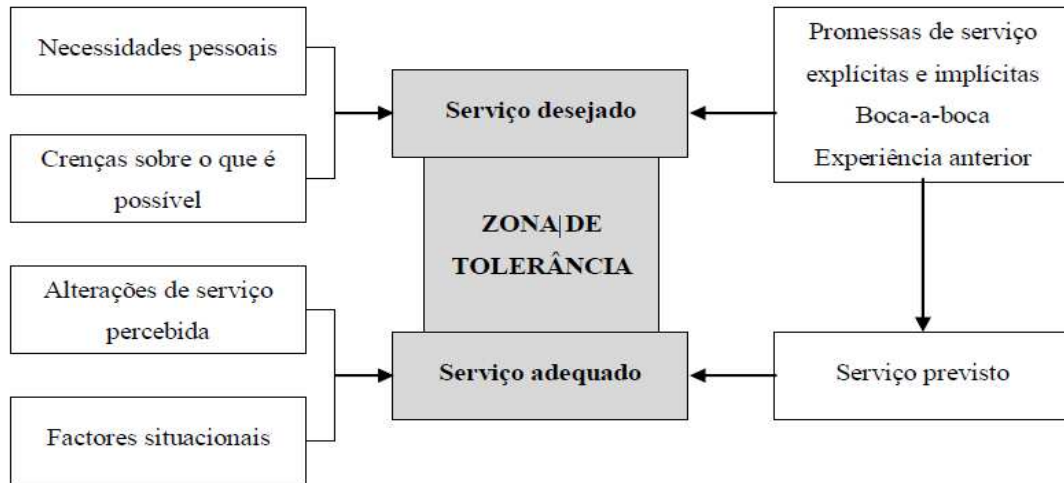 Necessidades pessoais
Crenças sobre o que é
possível
Alterações de serviço
percebida
Factores situacionais
Serviço desejado
ZONA DE
TOLERÂNCIA
Serviço adequado
Promessas de serviço
explícitas e implícitas
Boca-a-boca
Experiência anterior
Serviço previsto